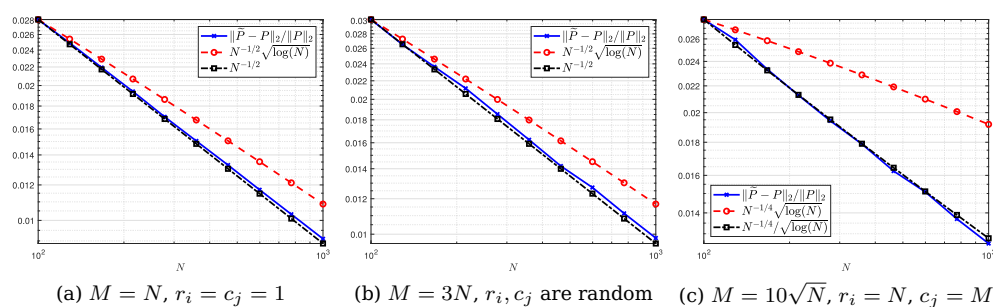 0.028
0.026
0.024
0.022
0.02
0.018
0.016
0.014
0.012
0.01
10²
10³
N
‖P̃ − P‖₂/‖P‖₂
N^{-1/2}√log(N)
N^{-1/2}
(a) M = N, r_i = c_j = 1
0.026
0.024
0.022
0.02
0.018
0.016
0.014
0.012
0.01
10²
10³
N
‖P̃ − P‖₂/‖P‖₂
N^{-1/2}√log(N)
N^{-1/2}
(b) M = 3N, r_i, c_j are random
0.026
0.024
0.022
0.02
0.018
0.016
0.014
10²
N
‖P̃ − P‖₂/‖P‖₂
N^{-1/4}√log(N)
N^{-1/4}/√log(N)
(c) M = 10√N, r_i = N, c_j = M